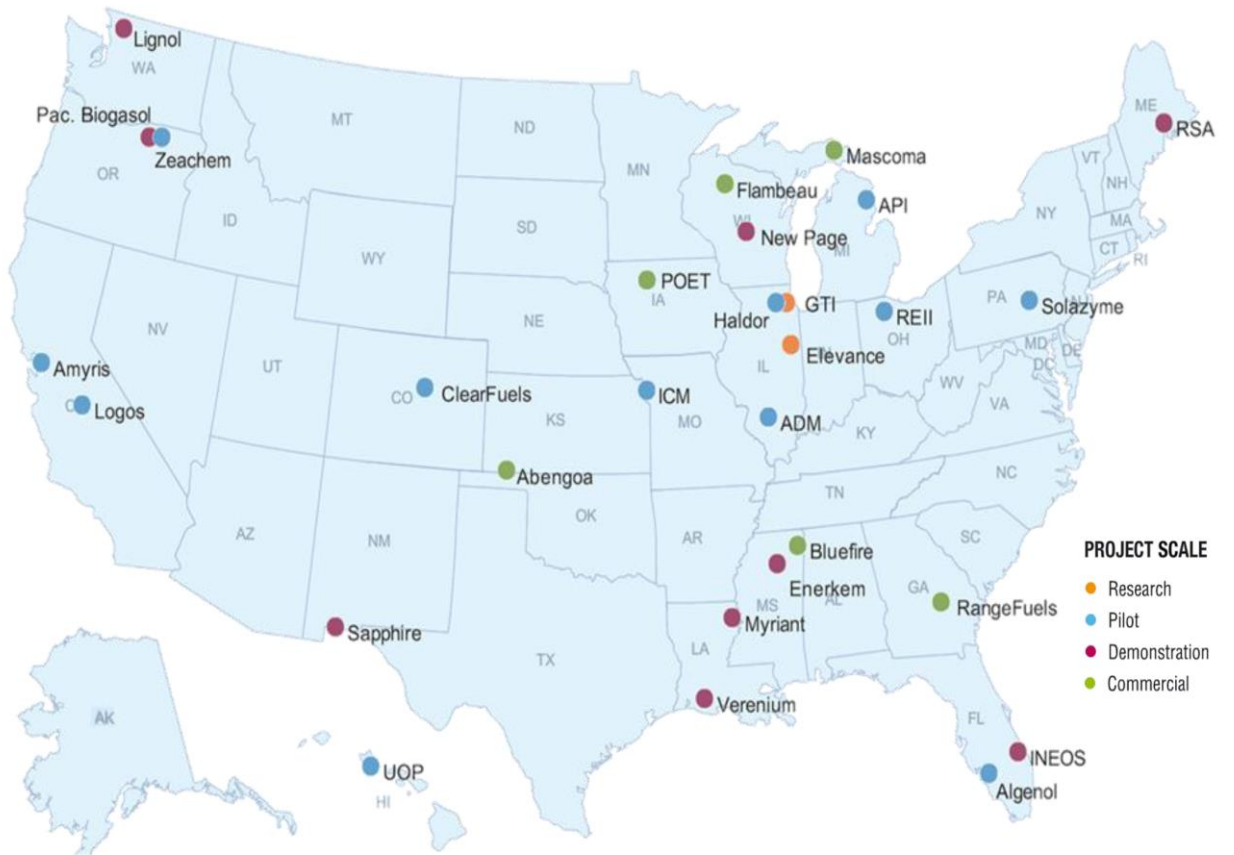 Lignol
WA
Pac. Biogasol
Zeachem
OR
MT
ND
MN
ID
SD
WY
NE
NV
UT
CO
ClearFuels
KS
Amyris
Logos
Abengoa
OK
AZ
NM
Sapphire
TX
AK
UOP
HI
Mascoma
Flambeau
API
WI
New Page
MI
POET
IA
GTI
Haldor
Elevance
IL
REII
OH
ICM
MO
ADM
KY
WV
VA
MD
DE
DC
PA
NJ
Solazyme
NY
VT
NH
MA
CT
RI
ME
RSA
TN
NC
SC
AR
Bluefire
Enerkem
MS
AL
GA
RangeFuels
Myriant
LA
Verenium
FL
INEOS
Algenol
PROJECT SCALE
Research
Pilot
Demonstration
Commercial